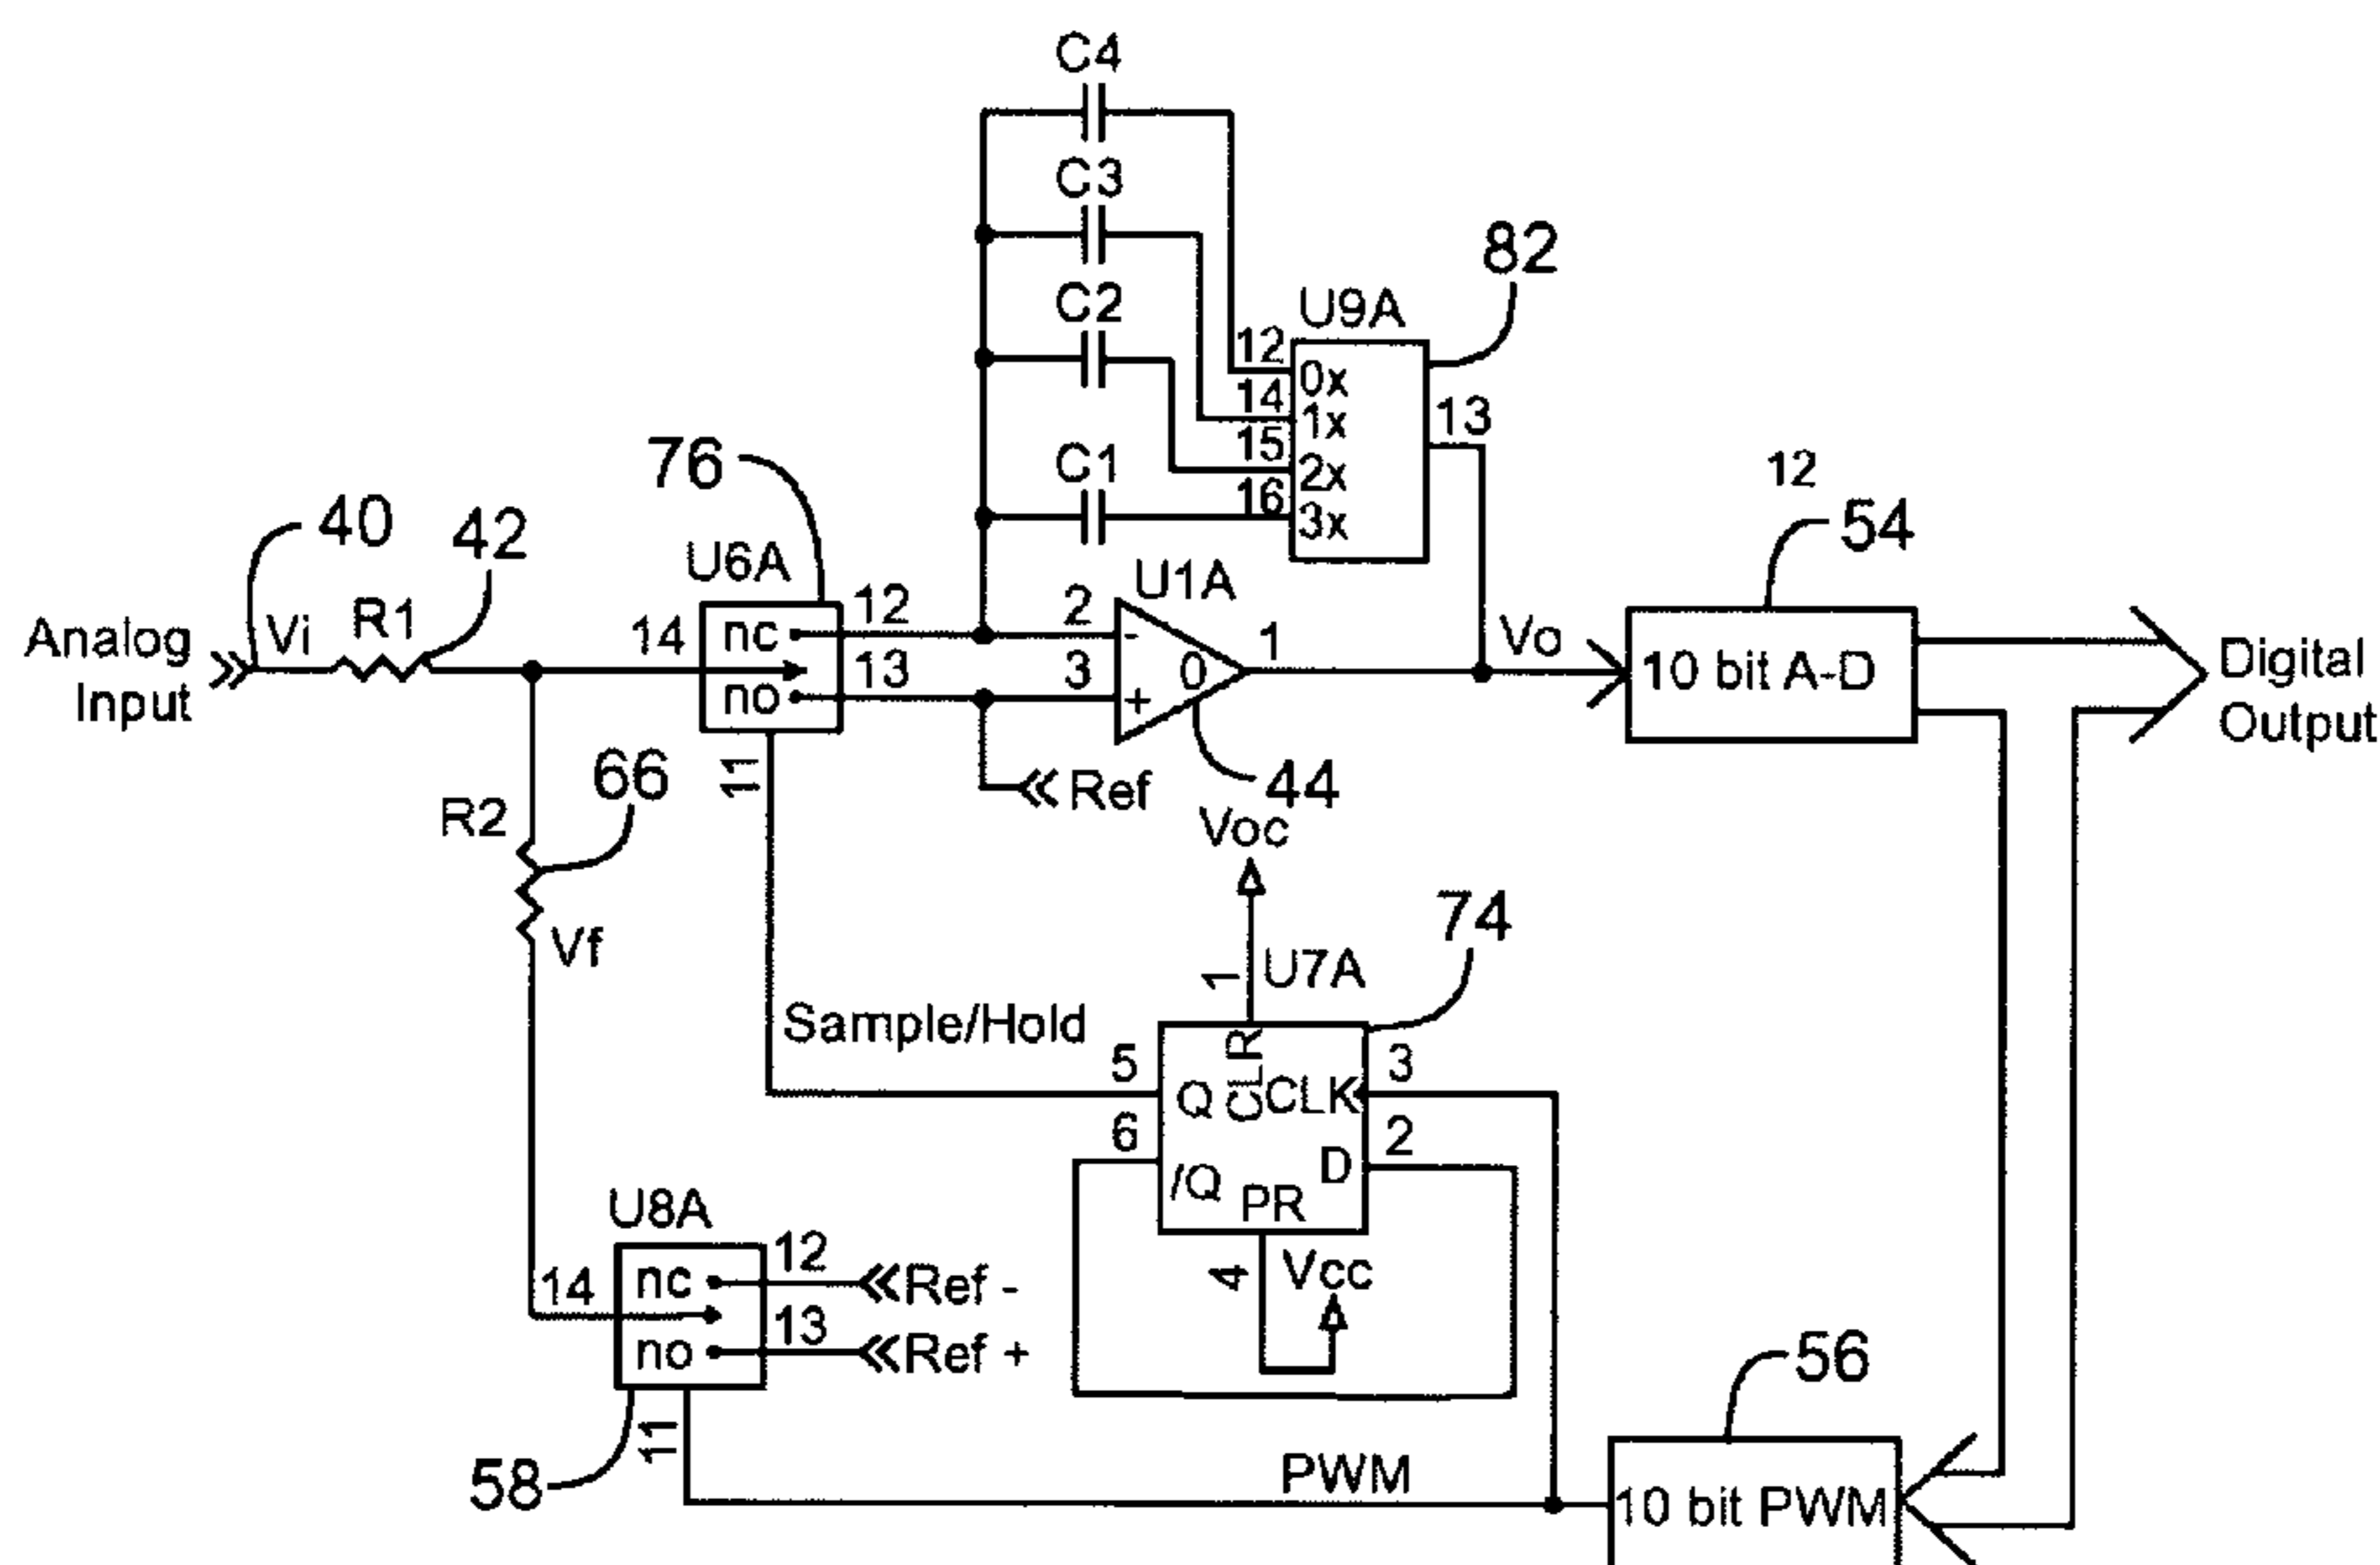 C4
C3
C2
C1
82
U9A
12
0x
14
1x
15
2x
16
3x
13
76
40
42
U6A
U1A
12
54
Analog
Input
Vi
R1
14
nc
no
12
13
11
2
3
-
+
0
1
Vo
10 bit A-D
Digital
Output
66
R2
Vf
Ref
44
Voc
74
1
U7A
Sample/Hold
5
6
Q
/Q
CLR
CLK
D
PR
3
2
4
Vcc
U8A
14
nc
no
12
13
Ref -
Ref +
58
11
PWM
56
10 bit PWM